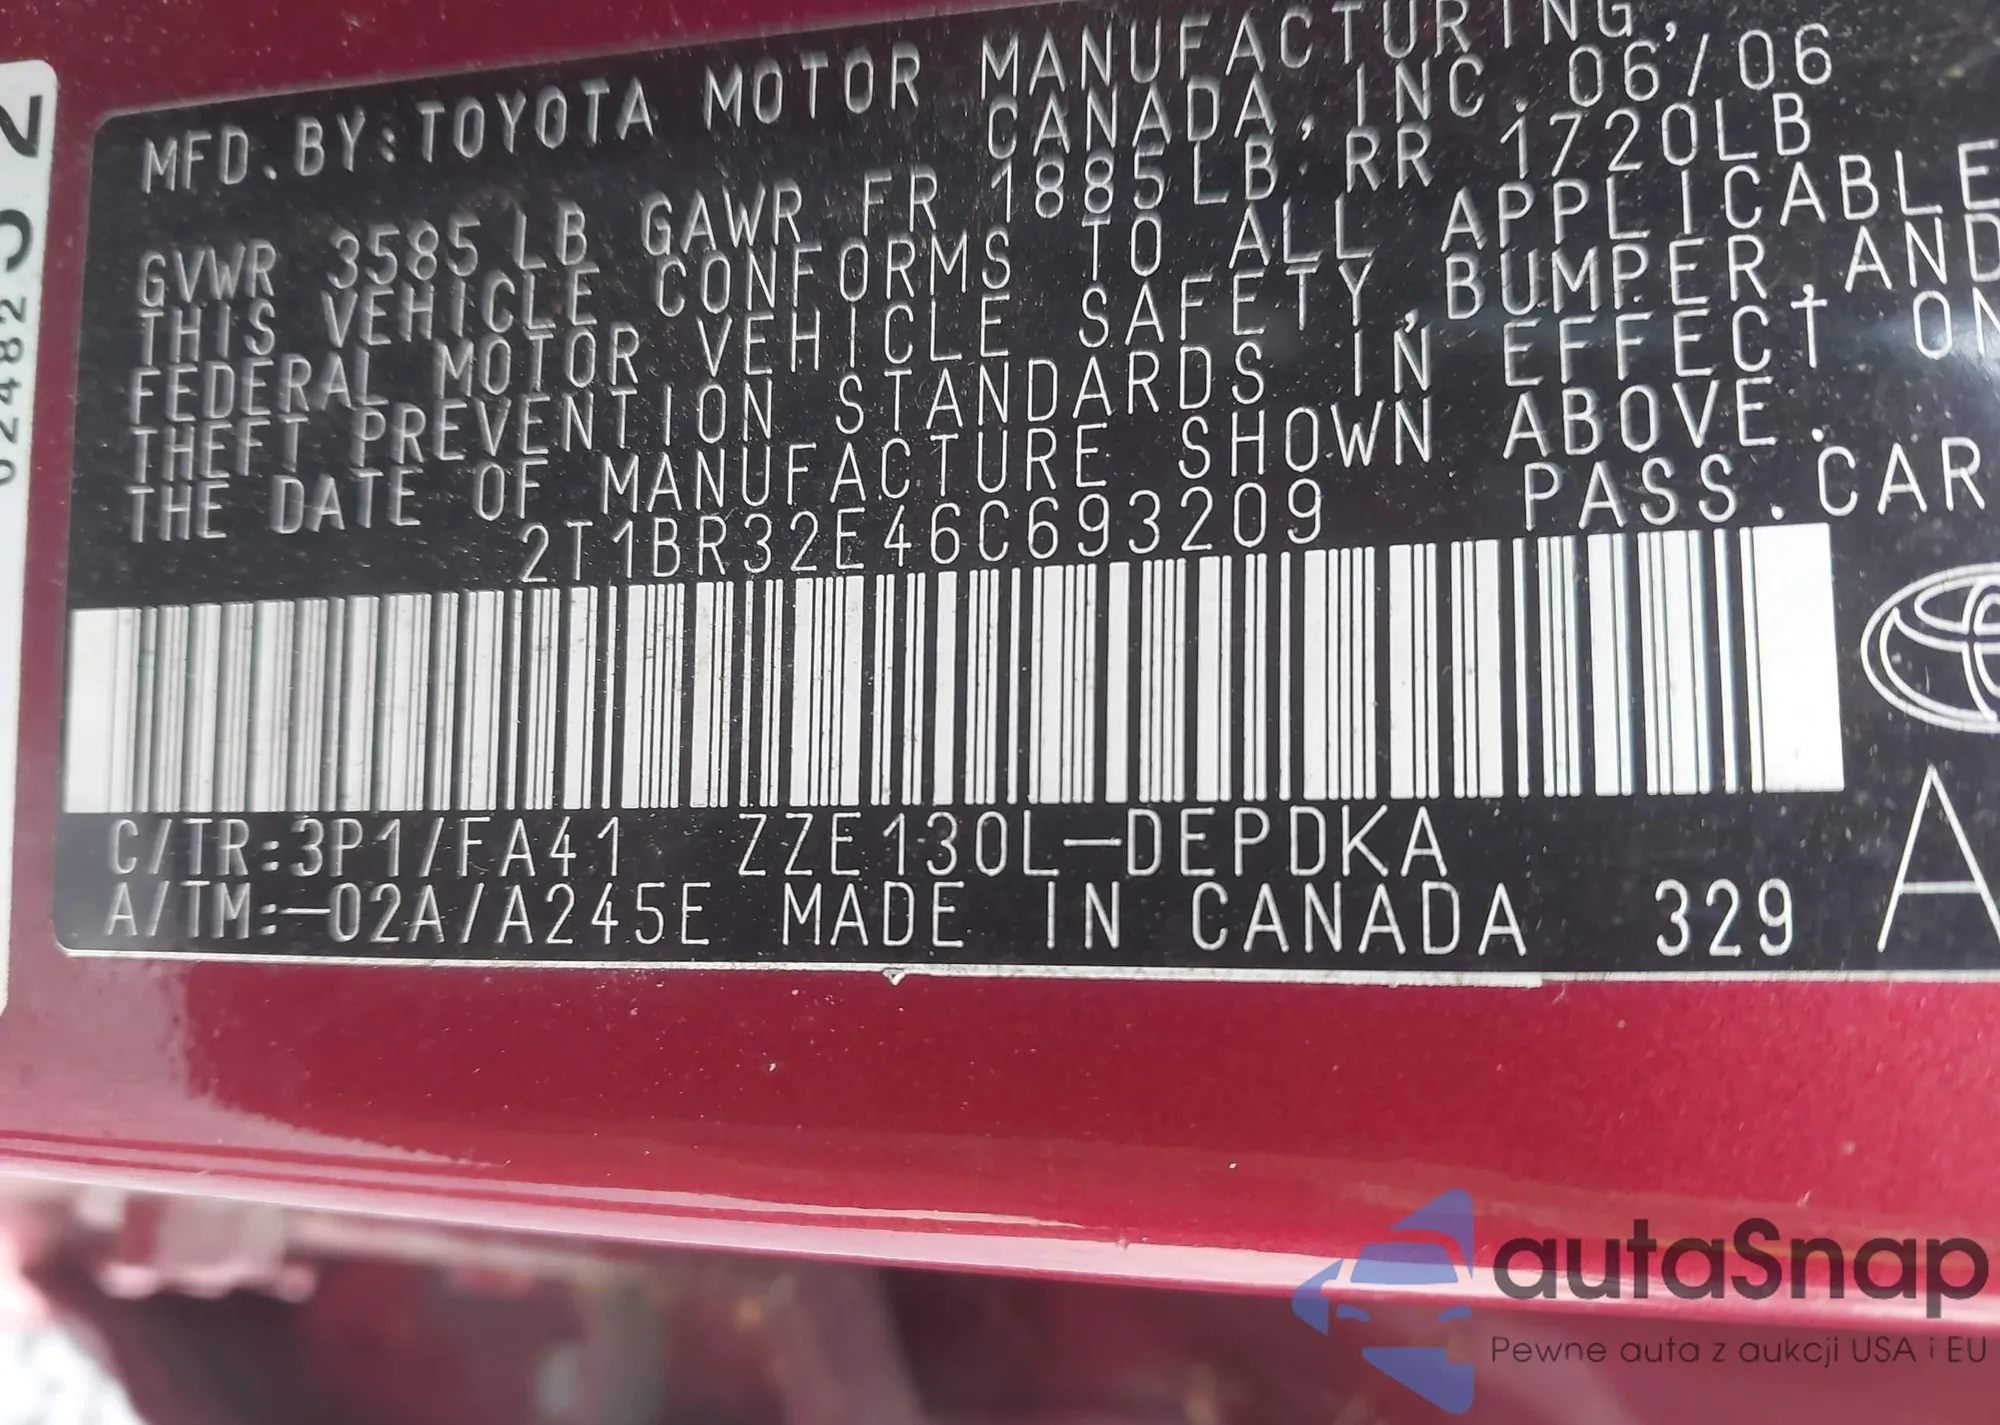 MFD.BY:TOYOTA MOTOR MANUFACTURING,
CANADA,INC. 06/06
GVWR 3585LB GAWR FR 1885LB RR 1720LB
THIS VEHICLE CONFORMS TO ALL APPLICABLE
FEDERAL MOTOR VEHICLE SAFETY,BUMPER,AND
THEFT PREVENTION STANDARDS IN EFFECT ON
THE DATE OF MANUFACTURE SHOWN ABOVE.
2T1BR32E46C693209 PASS.CAR
C/TR:3P1/FA41 ZZE130L-DEPDKA
A/TM:-02A/A245E MADE IN CANADA 329
A
02482
autaSnap
Pewne auta z aukcji USA i EU